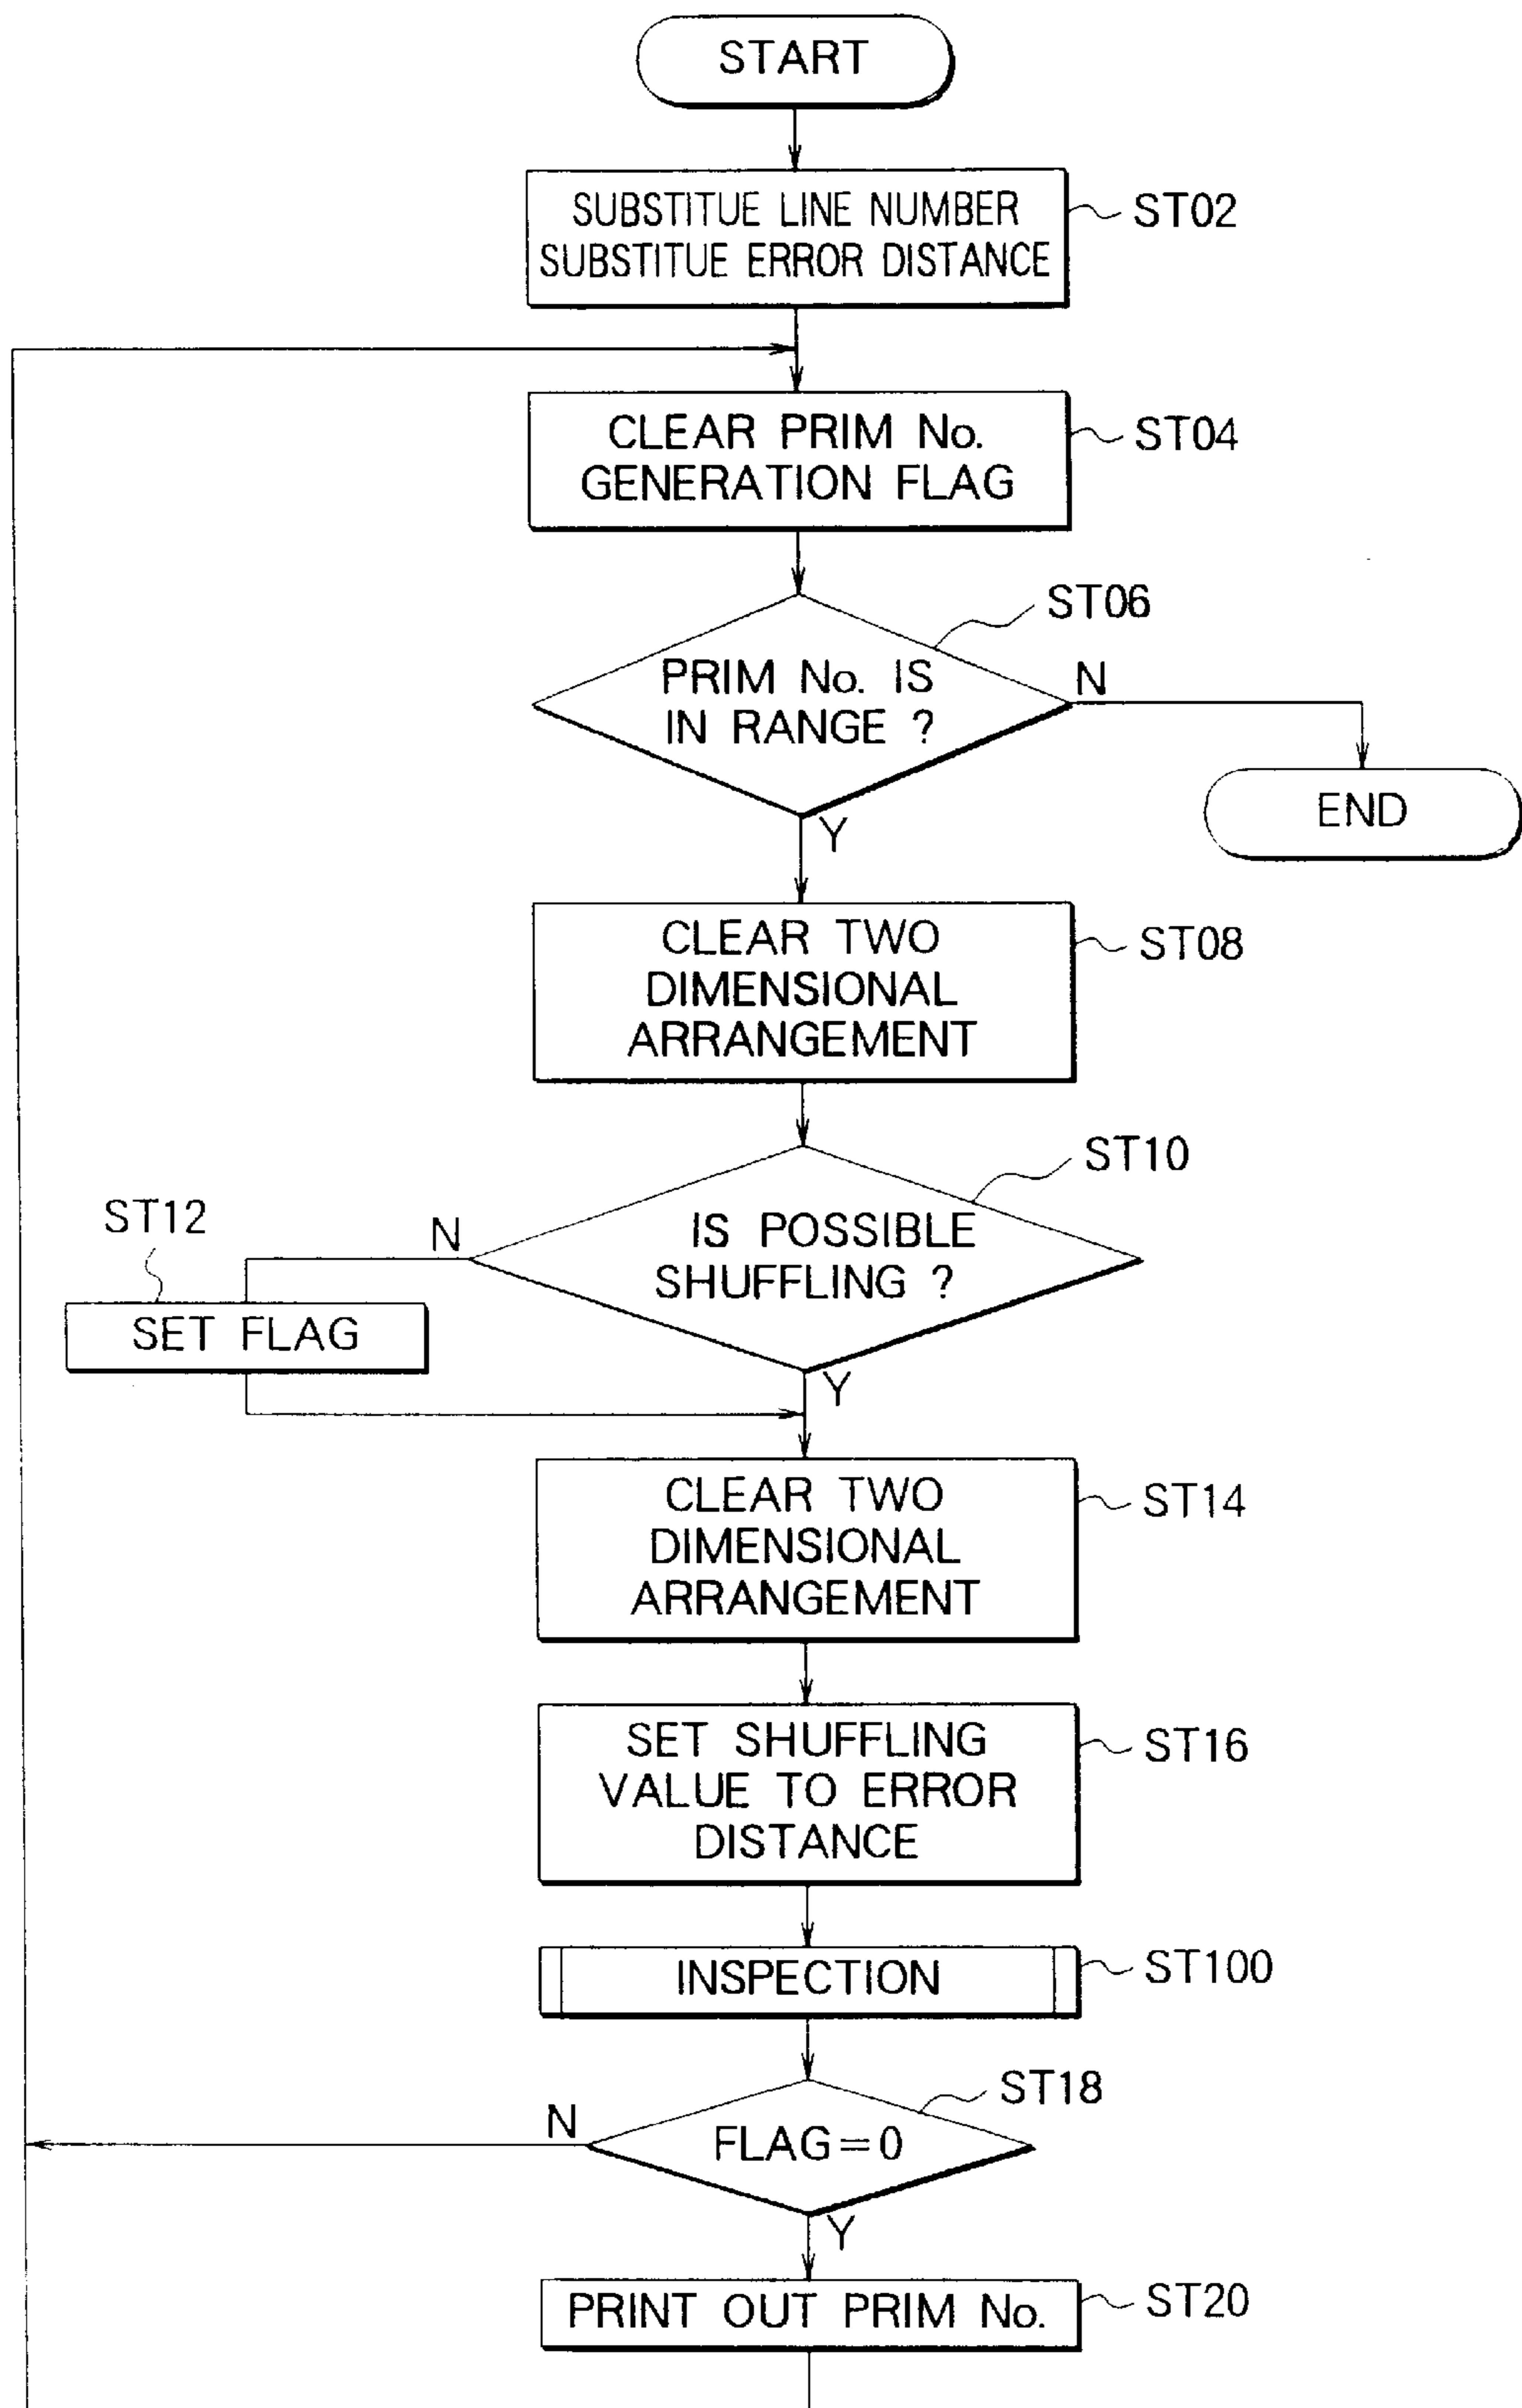 START
SUBSTITUE LINE NUMBER
SUBSTITUE ERROR DISTANCE
ST02
CLEAR PRIM No.
GENERATION FLAG
ST04
ST06
PRIM No. IS
IN RANGE ?
N
Y
END
CLEAR TWO
DIMENSIONAL
ARRANGEMENT
ST08
ST10
IS POSSIBLE
SHUFFLING ?
N
Y
ST12
SET FLAG
CLEAR TWO
DIMENSIONAL
ARRANGEMENT
ST14
SET SHUFFLING
VALUE TO ERROR
DISTANCE
ST16
INSPECTION
ST100
ST18
FLAG=0
N
Y
PRINT OUT PRIM No.
ST20